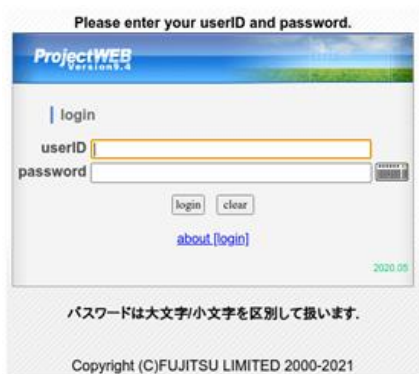 Please enter your userID and password.
ProjectWEB
Version9.4
login
userID
password
login clear
about [login]
2020.05
パスワードは大文字/小文字を区別して扱います.
Copyright (C)FUJITSU LIMITED 2000-2021